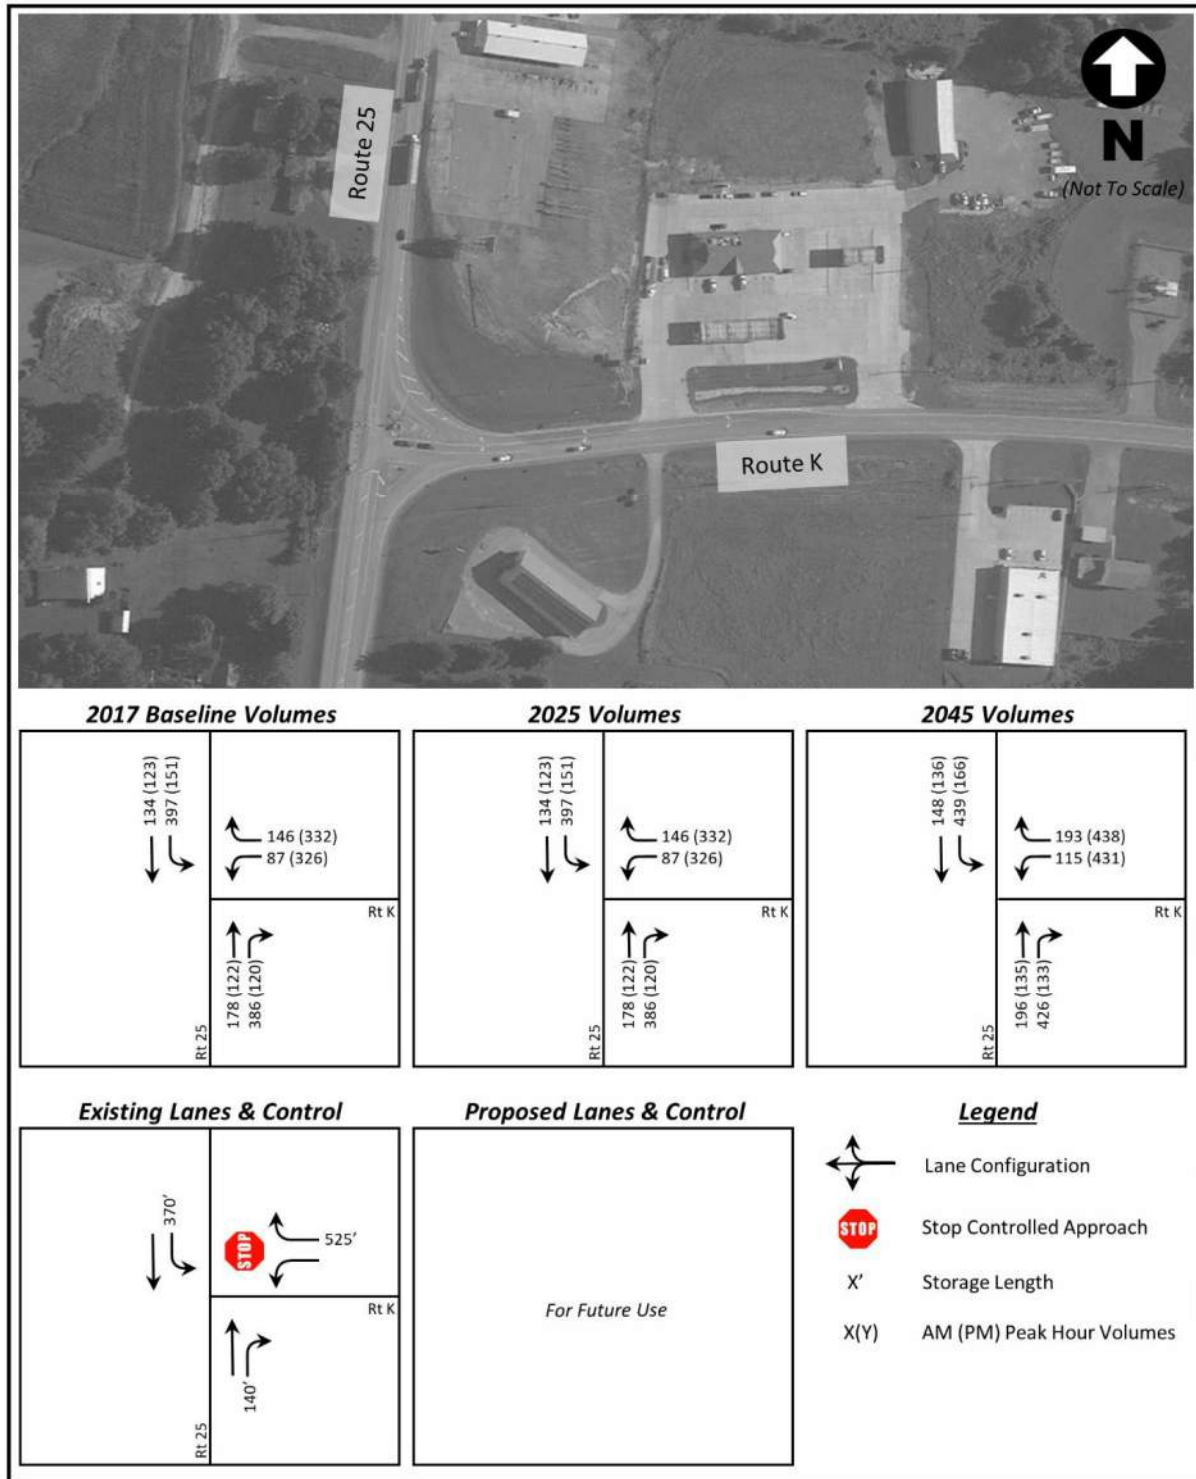 N
(Not To Scale)
Route 25
Route K
2017 Baseline Volumes
134 (123)
397 (151)
146 (332)
87 (326)
Rt K
178 (122)
386 (120)
Rt 25
2025 Volumes
134 (123)
397 (151)
146 (332)
87 (326)
Rt K
178 (122)
386 (120)
Rt 25
2045 Volumes
148 (136)
439 (166)
193 (438)
115 (431)
Rt K
196 (135)
426 (133)
Rt 25
Existing Lanes & Control
370'
STOP
525'
Rt K
140'
Rt 25
Proposed Lanes & Control
For Future Use
Legend
Lane Configuration
STOP
Stop Controlled Approach
X'
Storage Length
X(Y)
AM (PM) Peak Hour Volumes